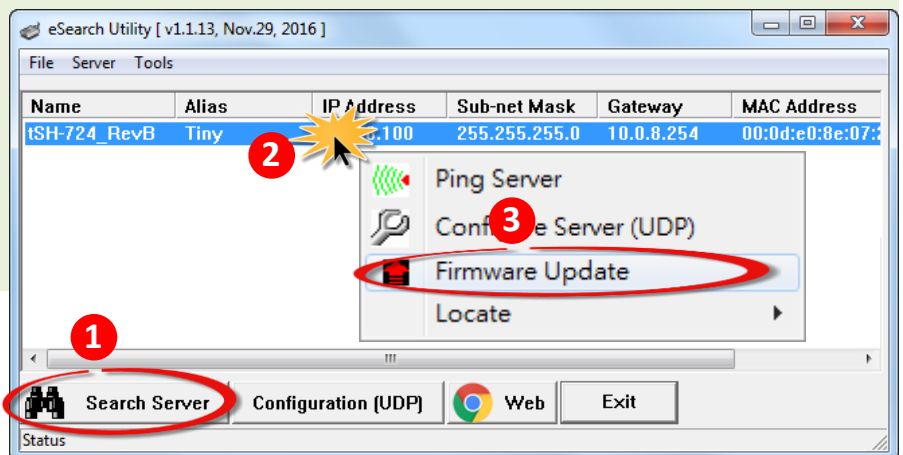 eSearch Utility [ v1.1.13, Nov.29, 2016 ]
File Server Tools
Name Alias IP Address Sub-net Mask Gateway MAC Address
tSH-724_RevB Tiny .100 255.255.255.0 10.0.8.254 00:0d:e0:8e:07:2
2
Ping Server
3
Server (UDP)
Firmware Update
Locate
1
Search Server Configuration (UDP) Web Exit
Status